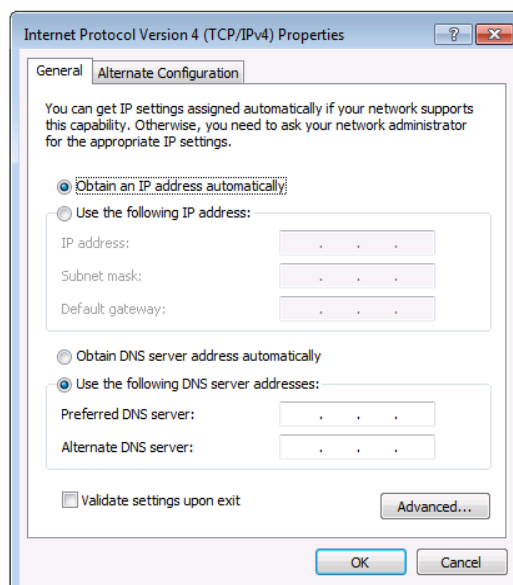 Internet Protocol Version 4 (TCP/IPv4) Properties
?
General
Alternate Configuration
You can get IP settings assigned automatically if your network supports
this capability. Otherwise, you need to ask your network administrator
for the appropriate IP settings.
Obtain an IP address automatically
Use the following IP address:
IP address: . . .
Subnet mask: . . .
Default gateway: . . .
Obtain DNS server address automatically
Use the following DNS server addresses:
Preferred DNS server: . . .
Alternate DNS server: . . .
Validate settings upon exit
Advanced...
OK
Cancel